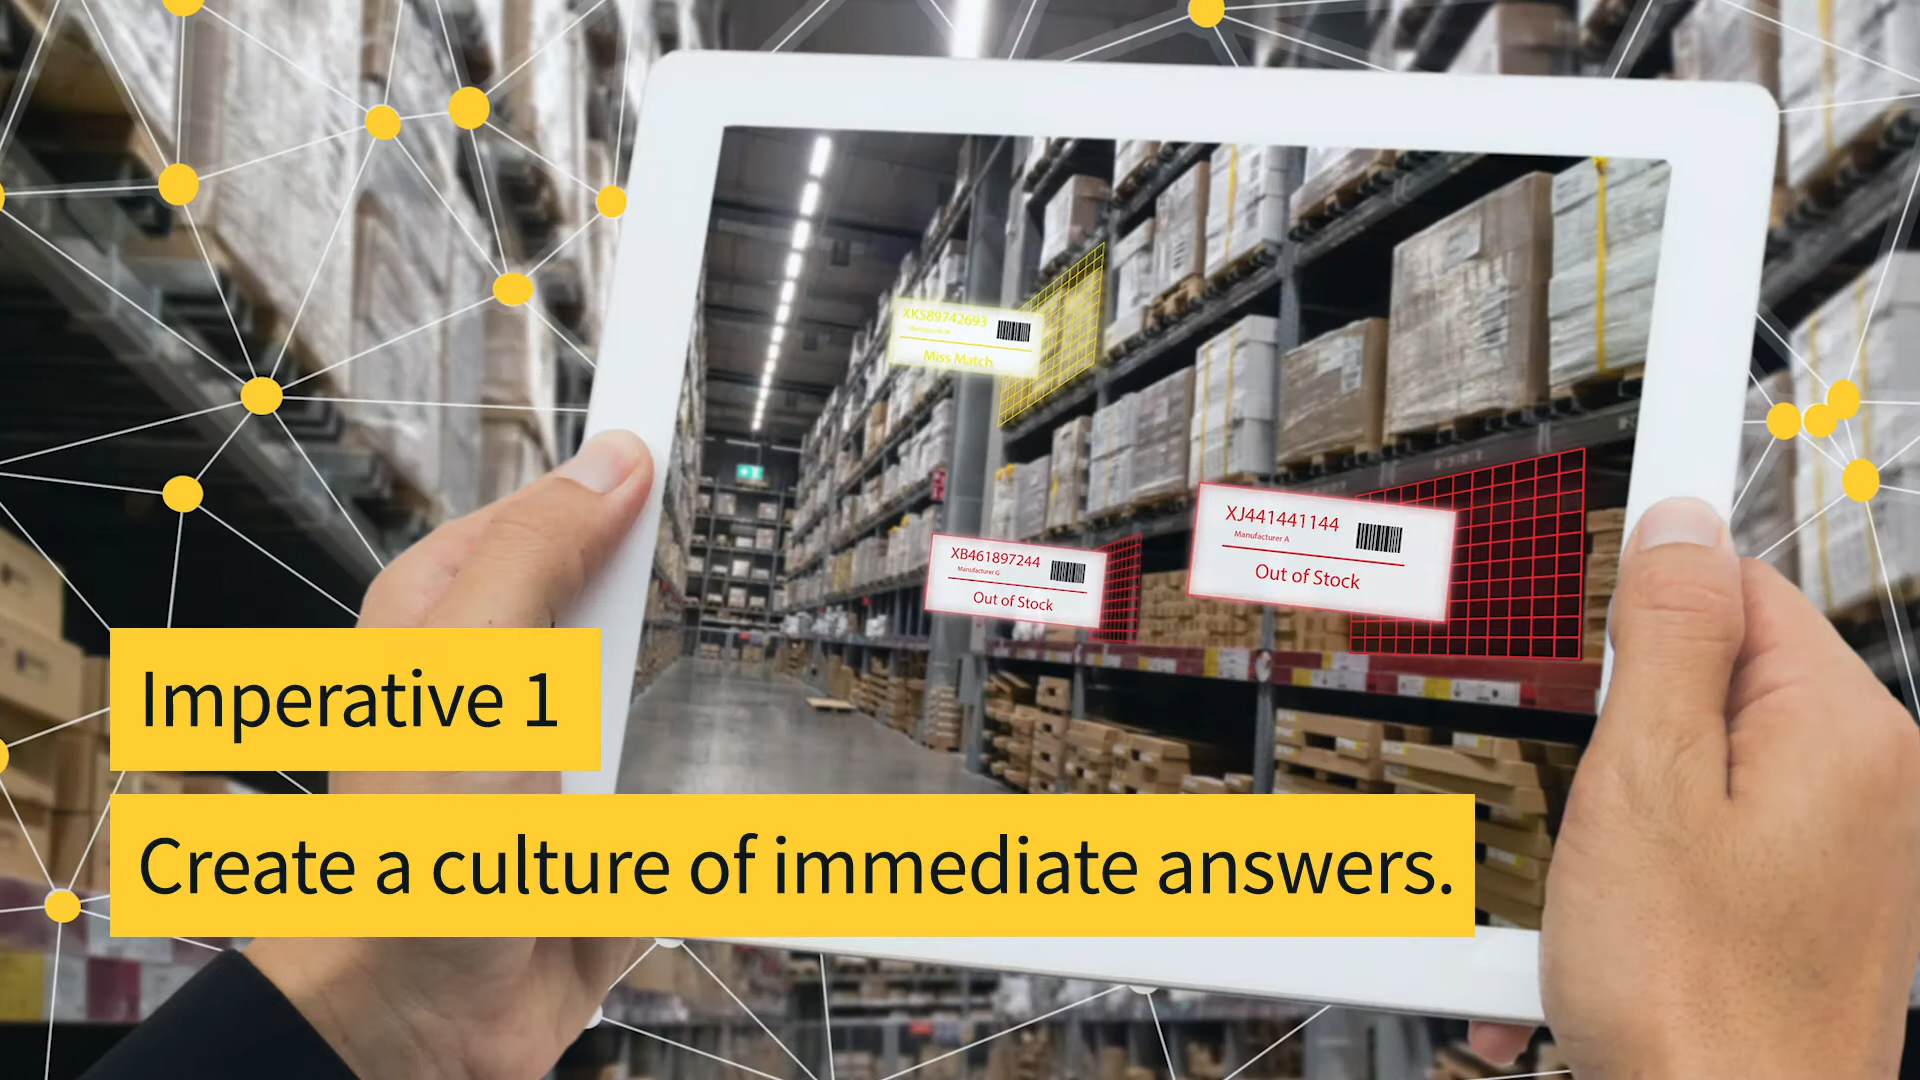 XKS89742693
Miss Match
XJ441441144
Manufacturer A
Out of Stock
XB461897244
Manufacturer G
Out of Stock
Imperative 1
Create a culture of immediate answers.